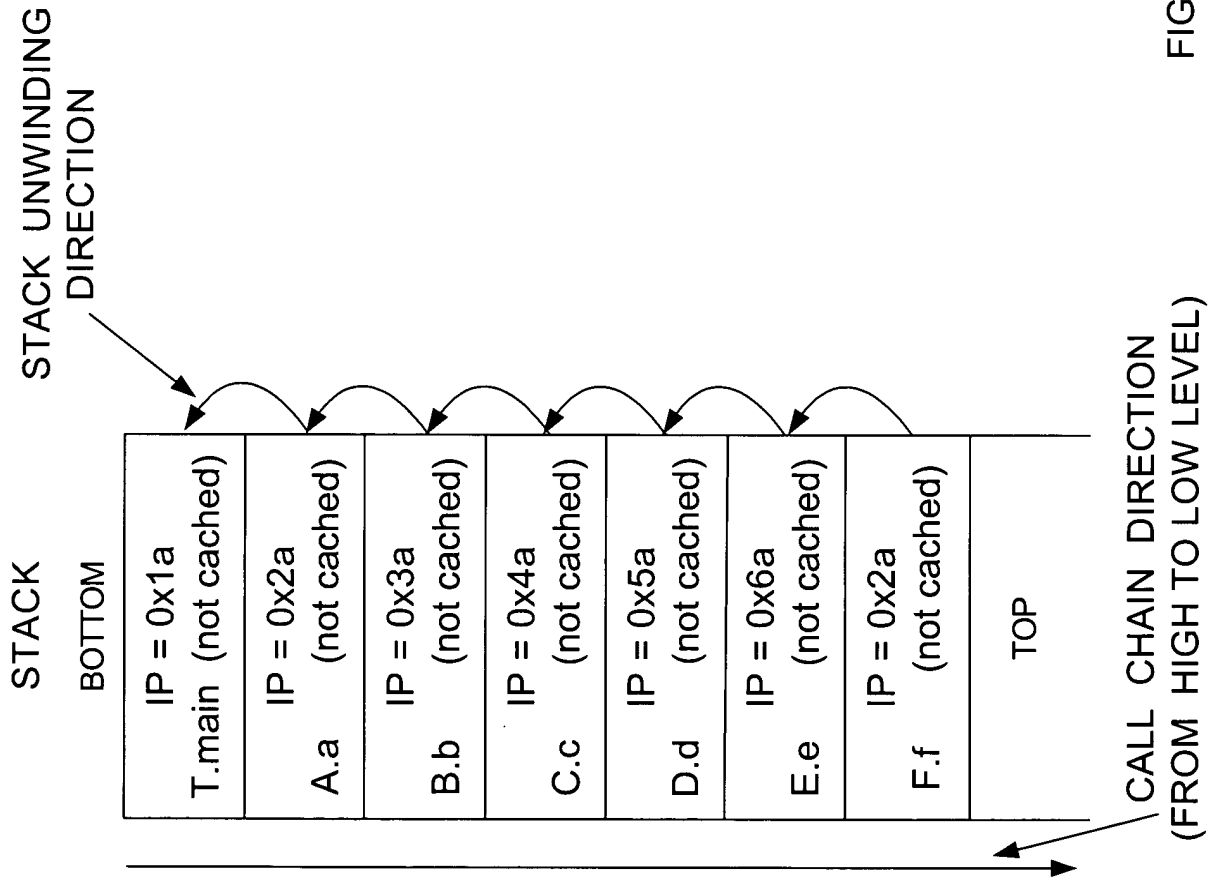 STACK
BOTTOM
IP = 0x1a
T.main (not cached)
IP = 0x2a
A.a (not cached)
IP = 0x3a
B.b (not cached)
IP = 0x4a
C.c (not cached)
IP = 0x5a
D.d (not cached)
IP = 0x6a
E.e (not cached)
IP = 0x2a
F.f (not cached)
TOP
STACK UNWINDING
DIRECTION
CALL CHAIN DIRECTION
(FROM HIGH TO LOW LEVEL)
FIG